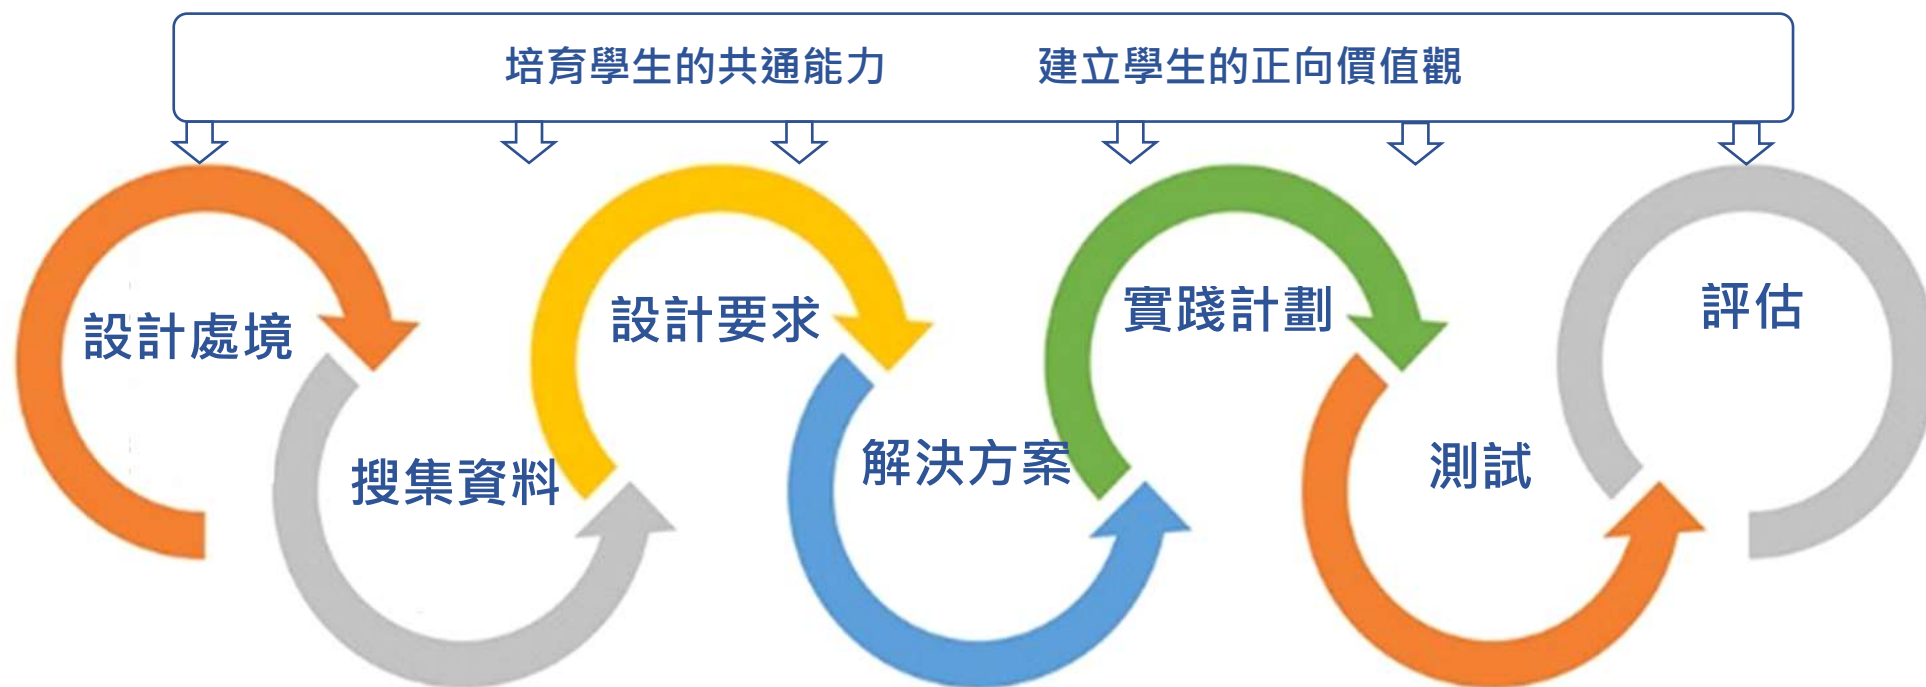 培育學生的共通能力 建立學生的正向價值觀
設計處境
搜集資料
設計要求
解決方案
實踐計劃
測試
評估